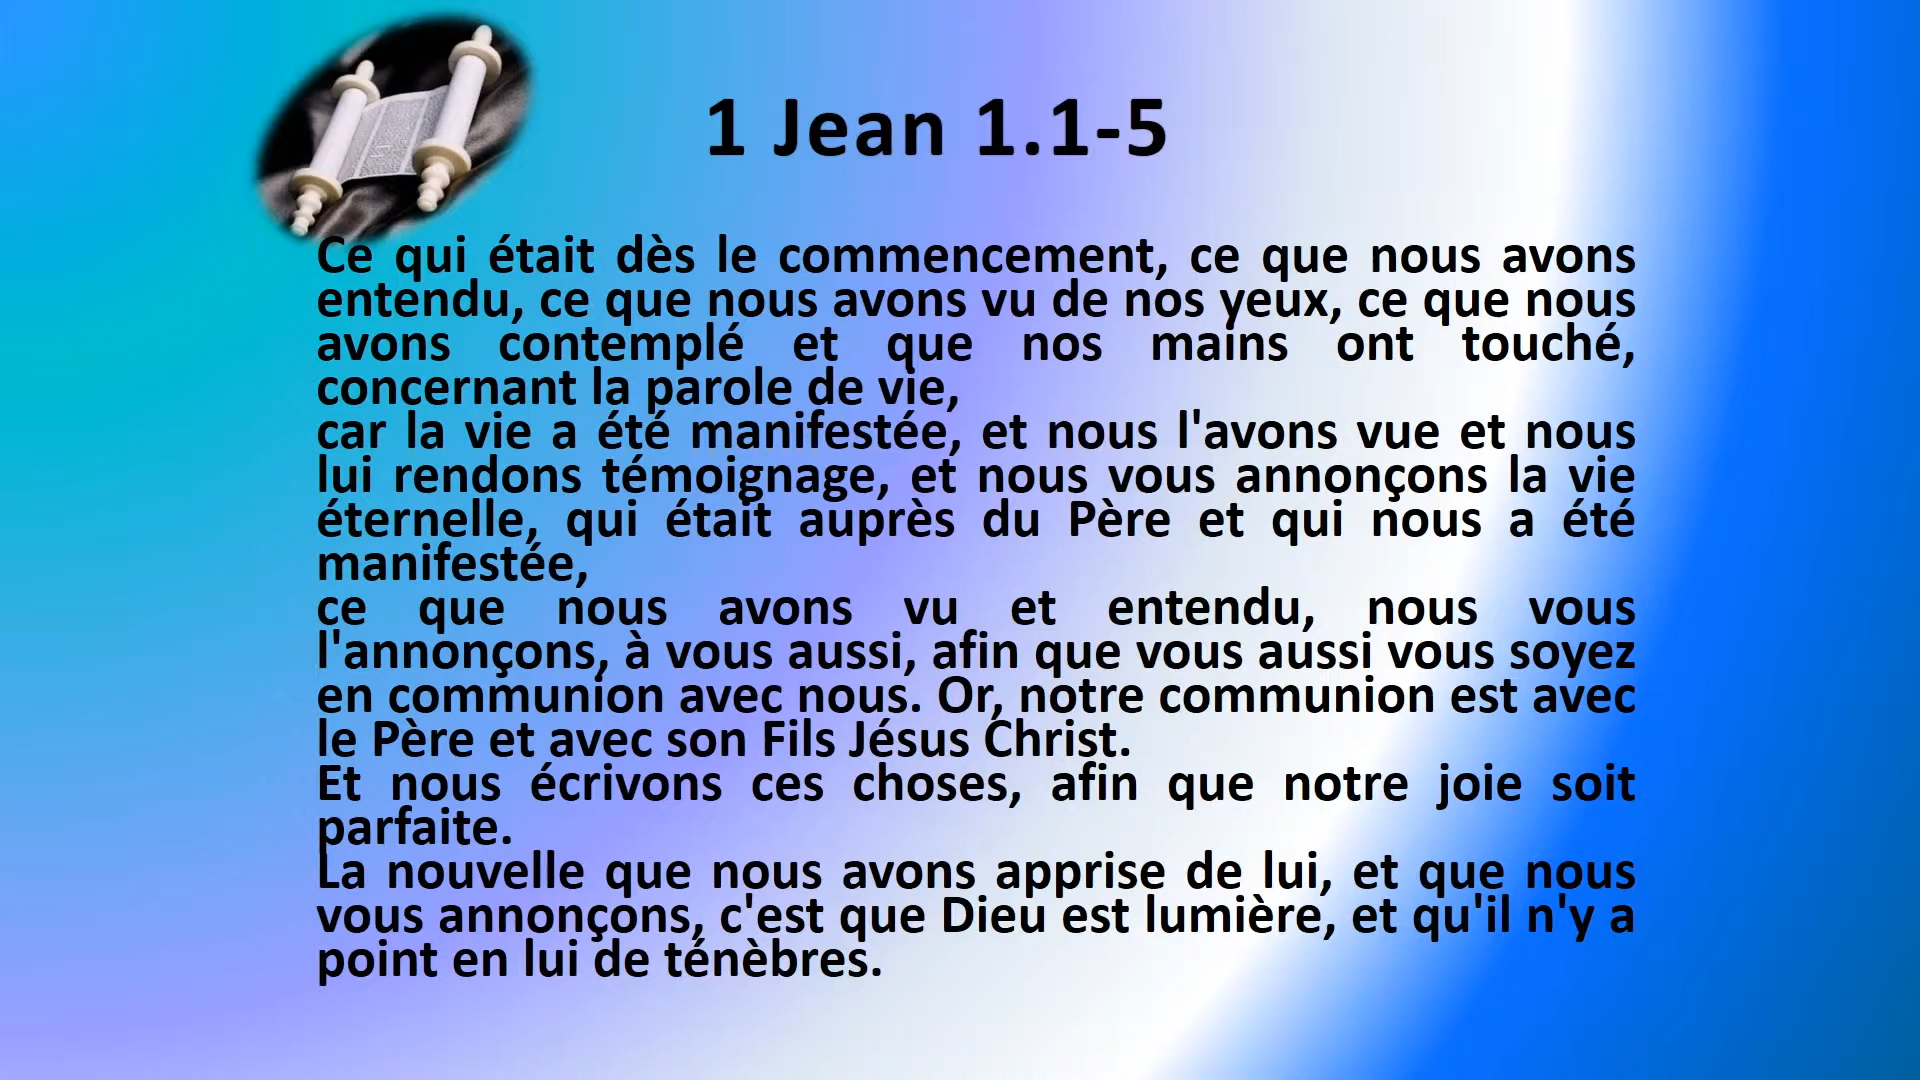 1 Jean 1.1-5
Ce qui était dès le commencement, ce que nous avons
entendu, ce que nous avons vu de nos yeux, ce que nous
avons contemplé et que nos mains ont touché,
concernant la parole de vie,
car la vie a été manifestée, et nous l'avons vue et nous
lui rendons témoignage, et nous vous annonçons la vie
éternelle, qui était auprès du Père et qui nous a été
manifestée,
ce que nous avons vu et entendu, nous vous
l'annonçons, à vous aussi, afin que vous aussi vous soyez
en communion avec nous. Or, notre communion est avec
le Père et avec son Fils Jésus Christ.
Et nous écrivons ces choses, afin que notre joie soit
parfaite.
La nouvelle que nous avons apprise de lui, et que nous
vous annonçons, c'est que Dieu est lumière, et qu'il n'y a
point en lui de ténèbres.